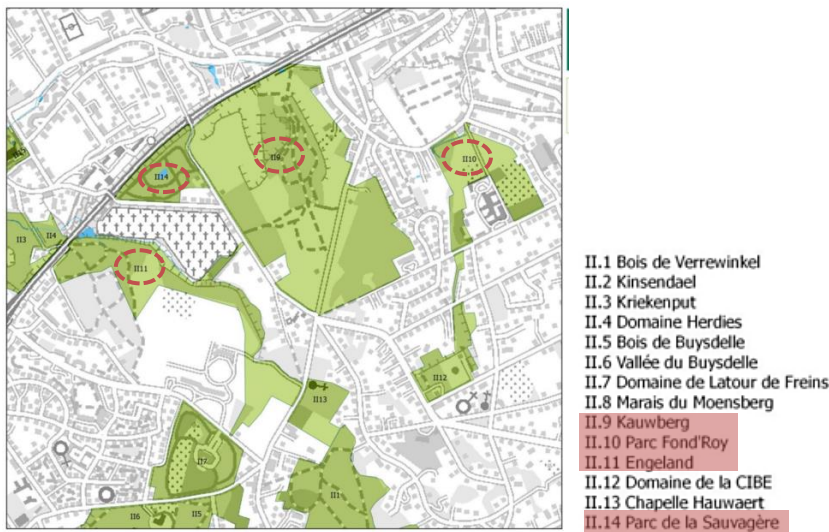 II9
II10
II14
II3
II4
II11
II12
II13
II7
II1
II6
II5
II.1 Bois de Verrewinkel
II.2 Kinsendael
II.3 Kriekenput
II.4 Domaine Herdies
II.5 Bois de Buysdelle
II.6 Vallée du Buysdelle
II.7 Domaine de Latour de Freins
II.8 Marais du Moensberg
II.9 Kauwberg
II.10 Parc Fond'Roy
II.11 Engeland
II.12 Domaine de la CIBE
II.13 Chapelle Hauwaert
II.14 Parc de la Sauvagère